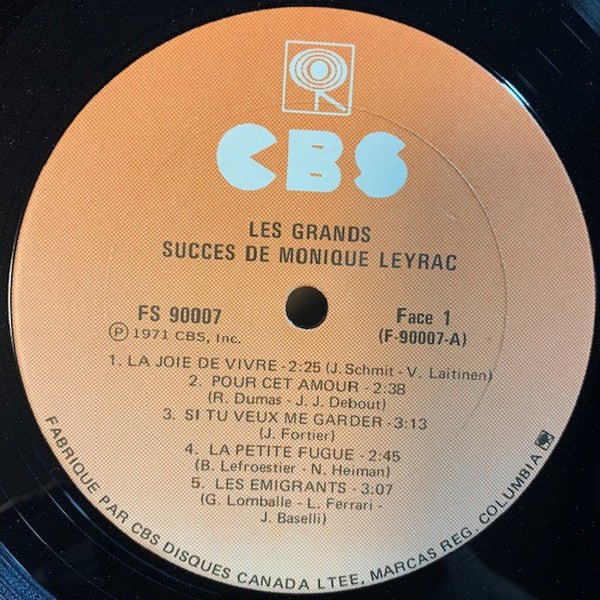 CBS
LES GRANDS
SUCCES DE MONIQUE LEYRAC
FS 90007
Face 1
℗ 1971 CBS, Inc.
(F-90007-A)
1. LA JOIE DE VIVRE - 2:25 (J. Schmit - V. Laitinen)
2. POUR CET AMOUR - 2:38
(R. Dumas - J. J. Debout)
3. SI TU VEUX ME GARDER - 3:13
(J. Fortier)
4. LA PETITE FUGUE - 2:45
(B. Lefroestier - N. Heiman)
5. LES EMIGRANTS - 3:07
(G. Lomballe - L. Ferrari -
J. Baselli)
FABRIQUE PAR CBS DISQUES CANADA LTEE, MARCAS REG. COLUMBIA